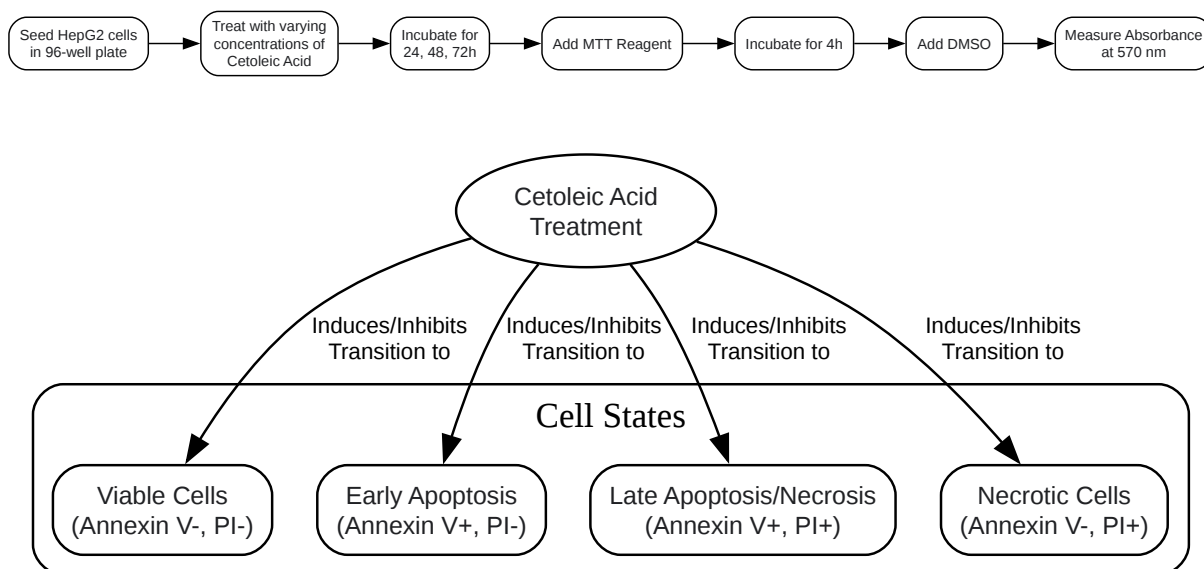 Seed HepG2 cells
in 96-well plate
Treat with varying
concentrations of
Cetoleic Acid
Incubate for
24, 48, 72h
Add MTT Reagent
Incubate for 4h
Add DMSO
Measure Absorbance
at 570 nm
Cetoleic Acid
Treatment
Induces/Inhibits
Transition to
Induces/Inhibits
Transition to
Induces/Inhibits
Transition to
Induces/Inhibits
Transition to
Cell States
Viable Cells
(Annexin V-, PI-)
Early Apoptosis
(Annexin V+, PI-)
Late Apoptosis/Necrosis
(Annexin V+, PI+)
Necrotic Cells
(Annexin V-, PI+)